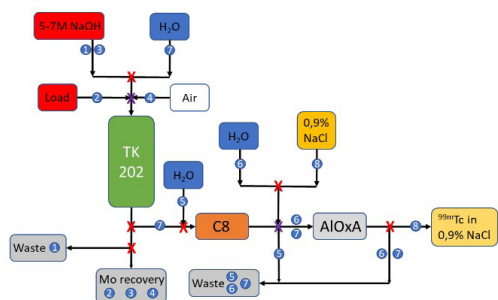 5-7M NaOH
1 3
H₂O
7
Load
2
4
Air
TK
202
H₂O
5
H₂O
6
0,9%
NaCl
8
7
C8
6
7
AlOxA
8
⁹⁹ᵐTc in
0,9% NaCl
Waste 1
5
6 7
Mo recovery
2 3 4
Waste 5
6 7